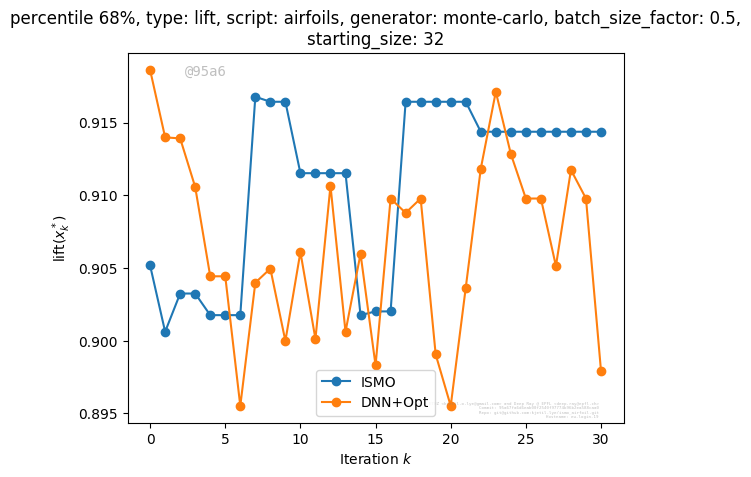 percentile 68%, type: lift, script: airfoils, generator: monte-carlo, batch_size_factor: 0.5,
starting_size: 32
@95a6
0.915
0.910
0.905
0.900
0.895
lift(x_k^*)
ISMO
DNN+Opt
0 5 10 15 20 25 30
Iteration k